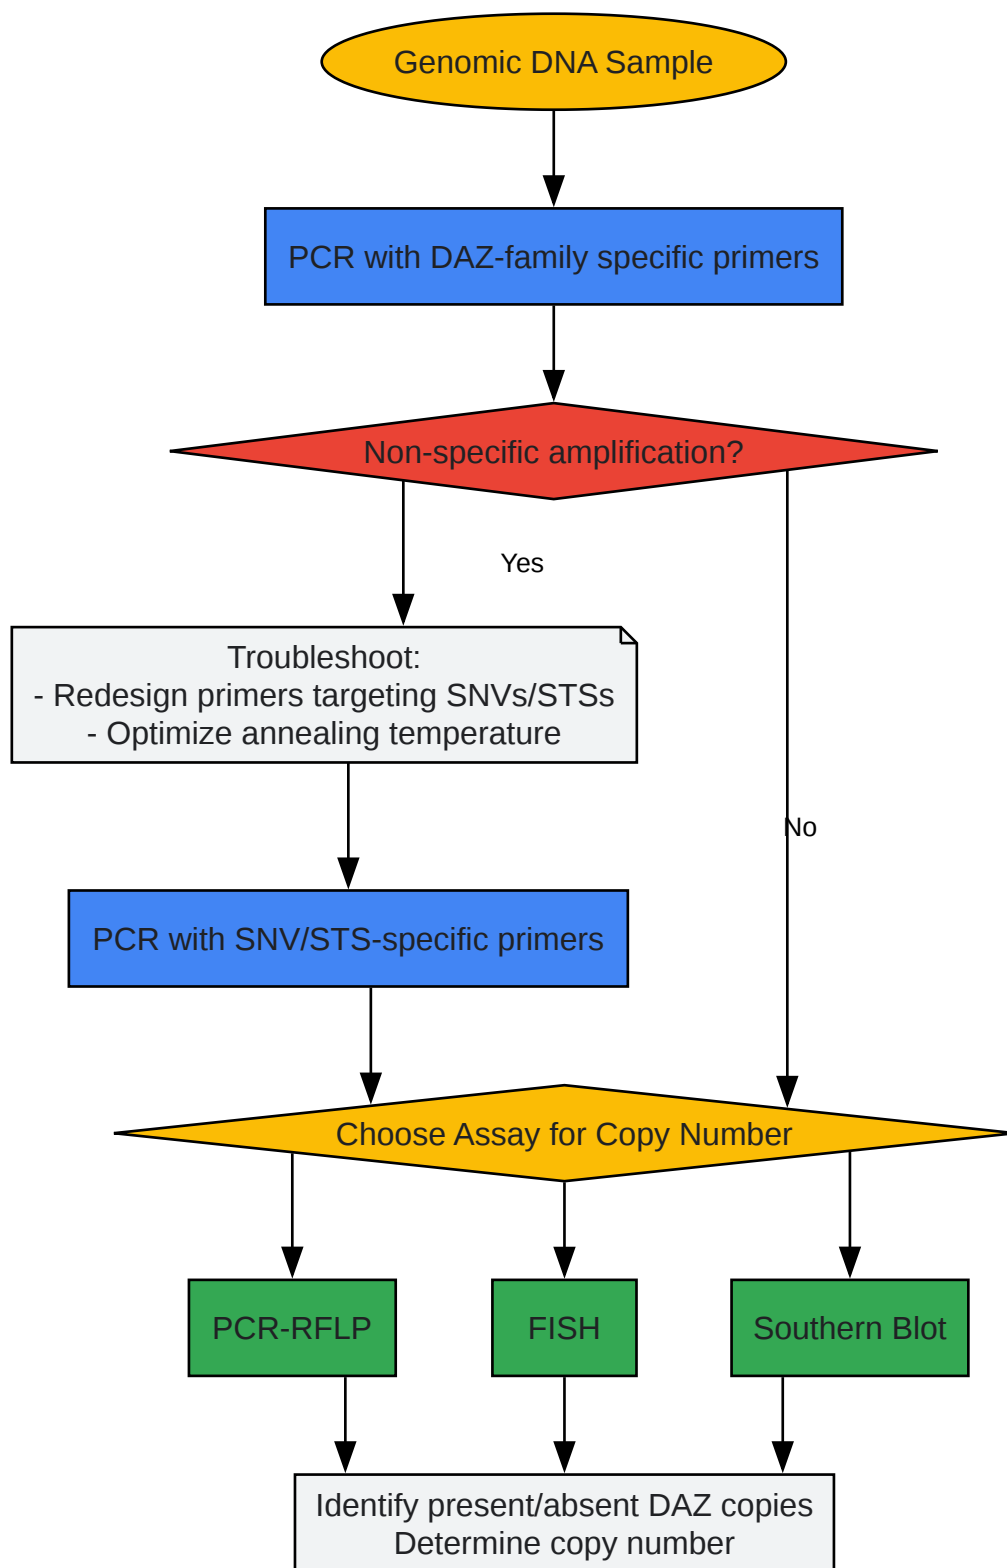 Genomic DNA Sample
PCR with DAZ-family specific primers
Non-specific amplification?
Yes
Troubleshoot:
- Redesign primers targeting SNVs/STSs
- Optimize annealing temperature
No
PCR with SNV/STS-specific primers
Choose Assay for Copy Number
PCR-RFLP
FISH
Southern Blot
Identify present/absent DAZ copies
Determine copy number